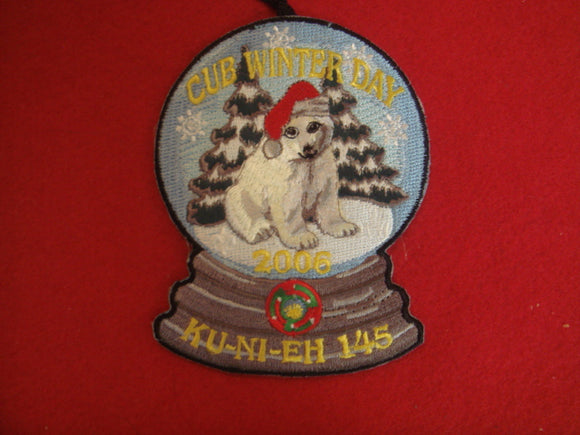 CUB WINTER DAY
2006
KU-NI-EH 145